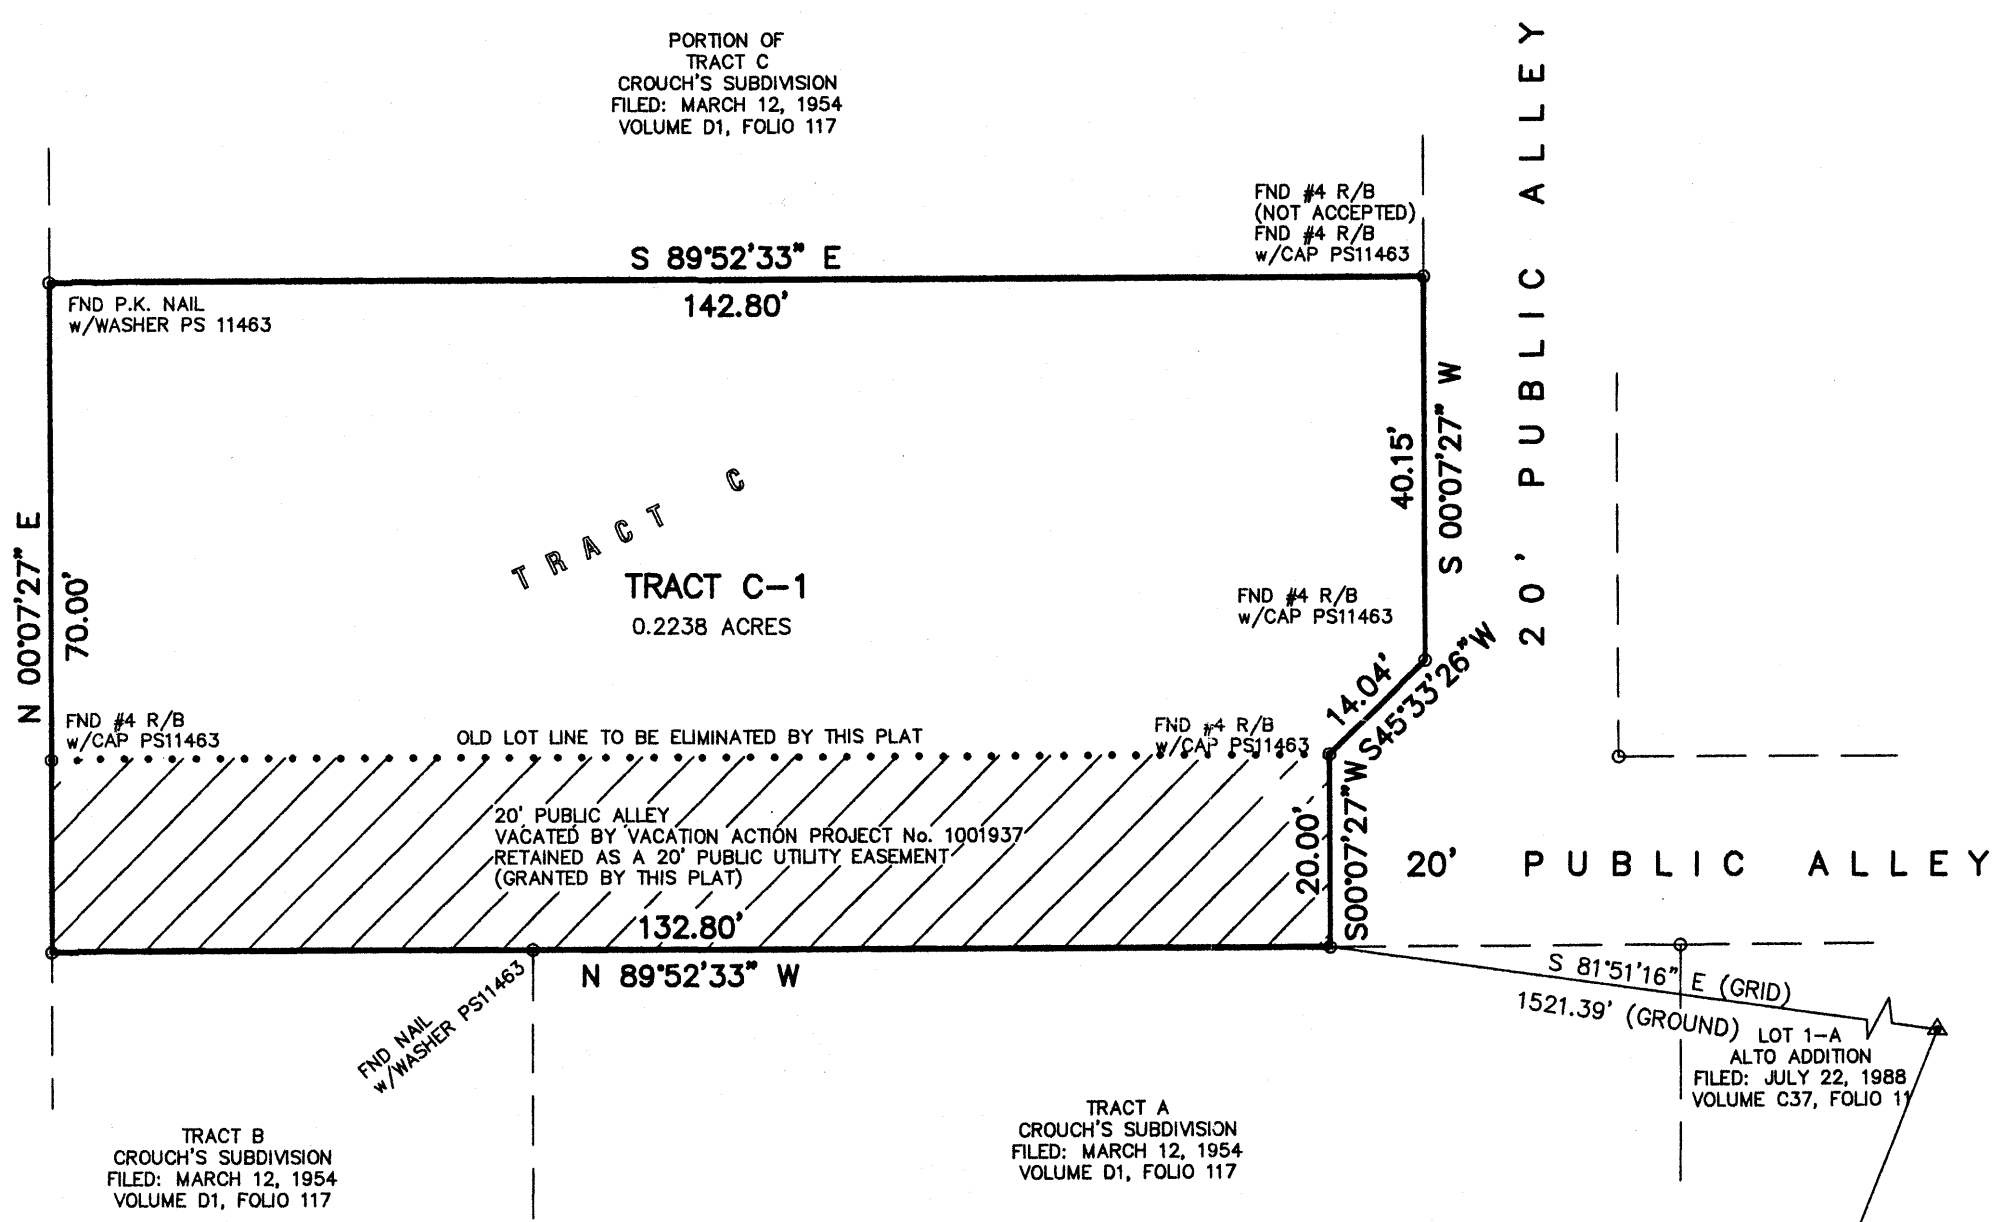 PORTION OF
TRACT C
CROUCH'S SUBDIVISION
FILED: MARCH 12, 1954
VOLUME D1, FOLIO 117
20' PUBLIC ALLEY
FND #4 R/B
(NOT ACCEPTED)
FND #4 R/B
w/CAP PS11463
S 89°52'33" E
142.80'
FND P.K. NAIL
w/WASHER PS 11463
S 00°07'27" W
40.15'
TRACT C
TRACT C-1
0.2238 ACRES
N 00°07'27" E
70.00'
FND #4 R/B
w/CAP PS11463
14.04'
S45°33'26"W
FND #4 R/B
w/CAP PS11463
OLD LOT LINE TO BE ELIMINATED BY THIS PLAT
FND #4 R/B
w/CAP PS11463
20' PUBLIC ALLEY
VACATED BY VACATION ACTION PROJECT No. 1001937
RETAINED AS A 20' PUBLIC UTILITY EASEMENT
(GRANTED BY THIS PLAT)
20.00'
S00°07'27"W
20' PUBLIC ALLEY
132.80'
N 89°52'33" W
FND NAIL
w/WASHER PS11463
S 81°51'16" E (GRID)
1521.39' (GROUND)
LOT 1-A
ALTO ADDITION
FILED: JULY 22, 1988
VOLUME C37, FOLIO 11
TRACT A
CROUCH'S SUBDIVISION
FILED: MARCH 12, 1954
VOLUME D1, FOLIO 117
TRACT B
CROUCH'S SUBDIVISION
FILED: MARCH 12, 1954
VOLUME D1, FOLIO 117